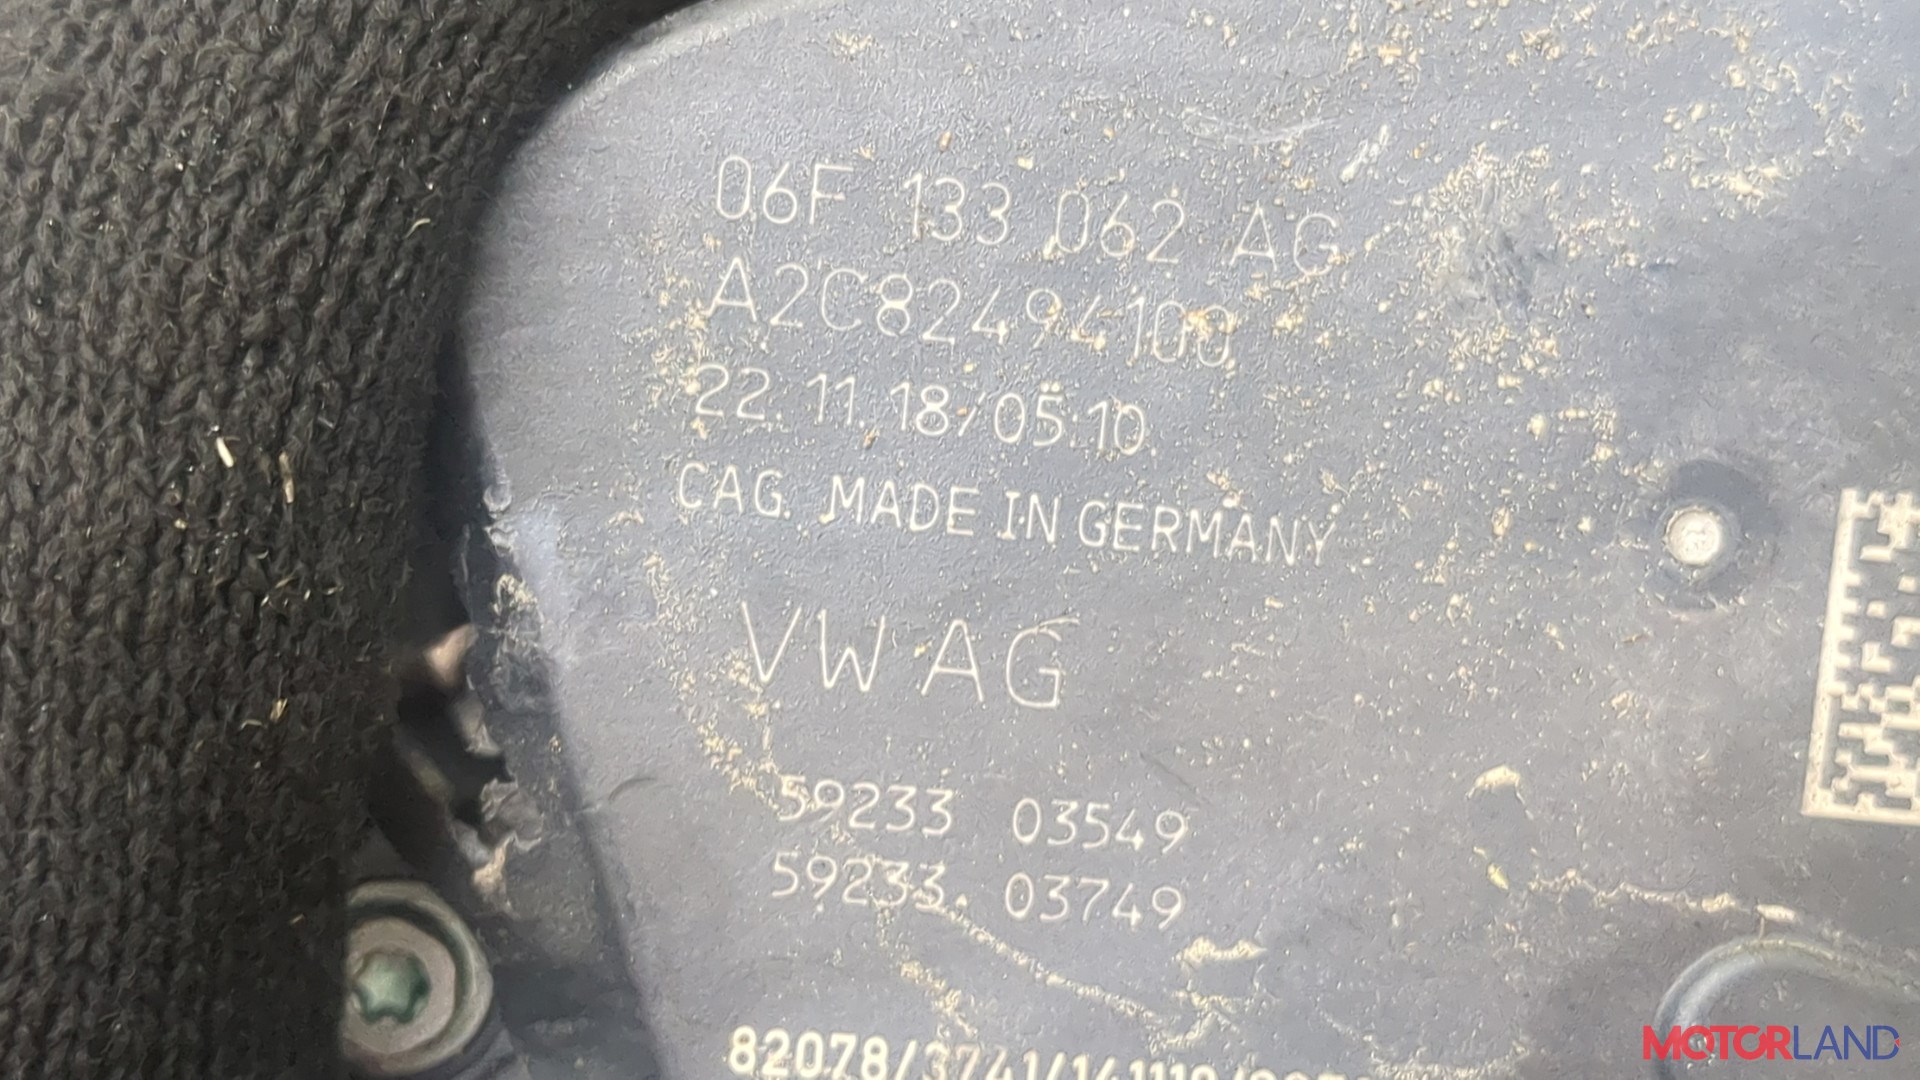 06F 133 062 AG
A2C82494100
22.11.18/05:10
CAG. MADE IN GERMANY
VW AG
59233 03549
59233 03749
MOTORLAND